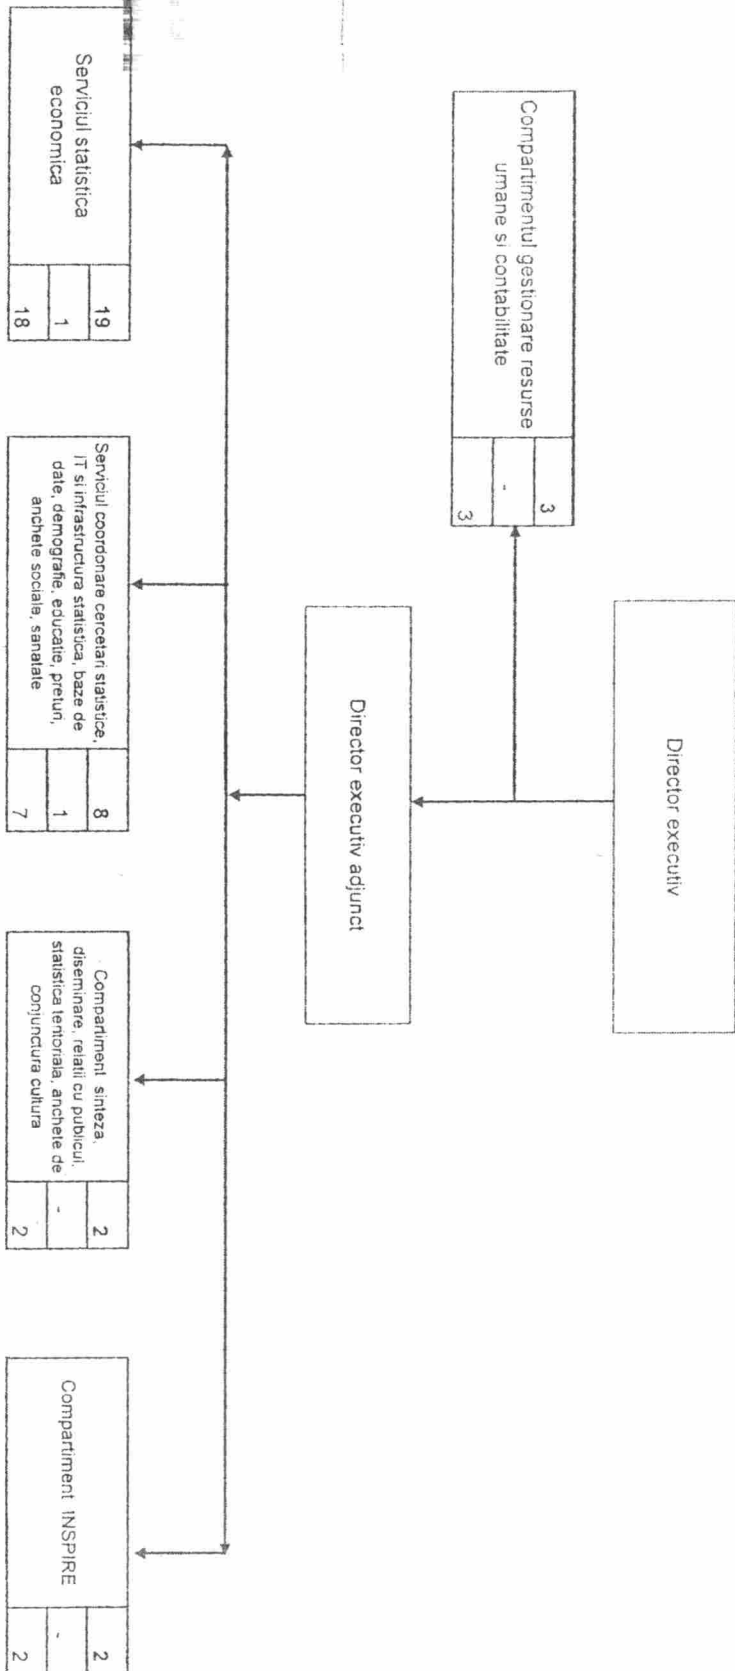 Director executiv
Compartimentul gestionare resurse
umane si contabilitate
3
-
3
Director executiv adjunct
Serviciul statistica
economica
19
1
18
Serviciul coordonare cercetari statistice,
IT si infrastructura statistica, baze de
date, demografie, educatie, preturi,
anchete sociale, sanatate
8
1
7
Compartiment sinteza,
diseminare, relatii cu publicul,
statistica teritoriala, anchete de
conjunctura cultura
2
-
2
Compartiment INSPIRE
2
-
2